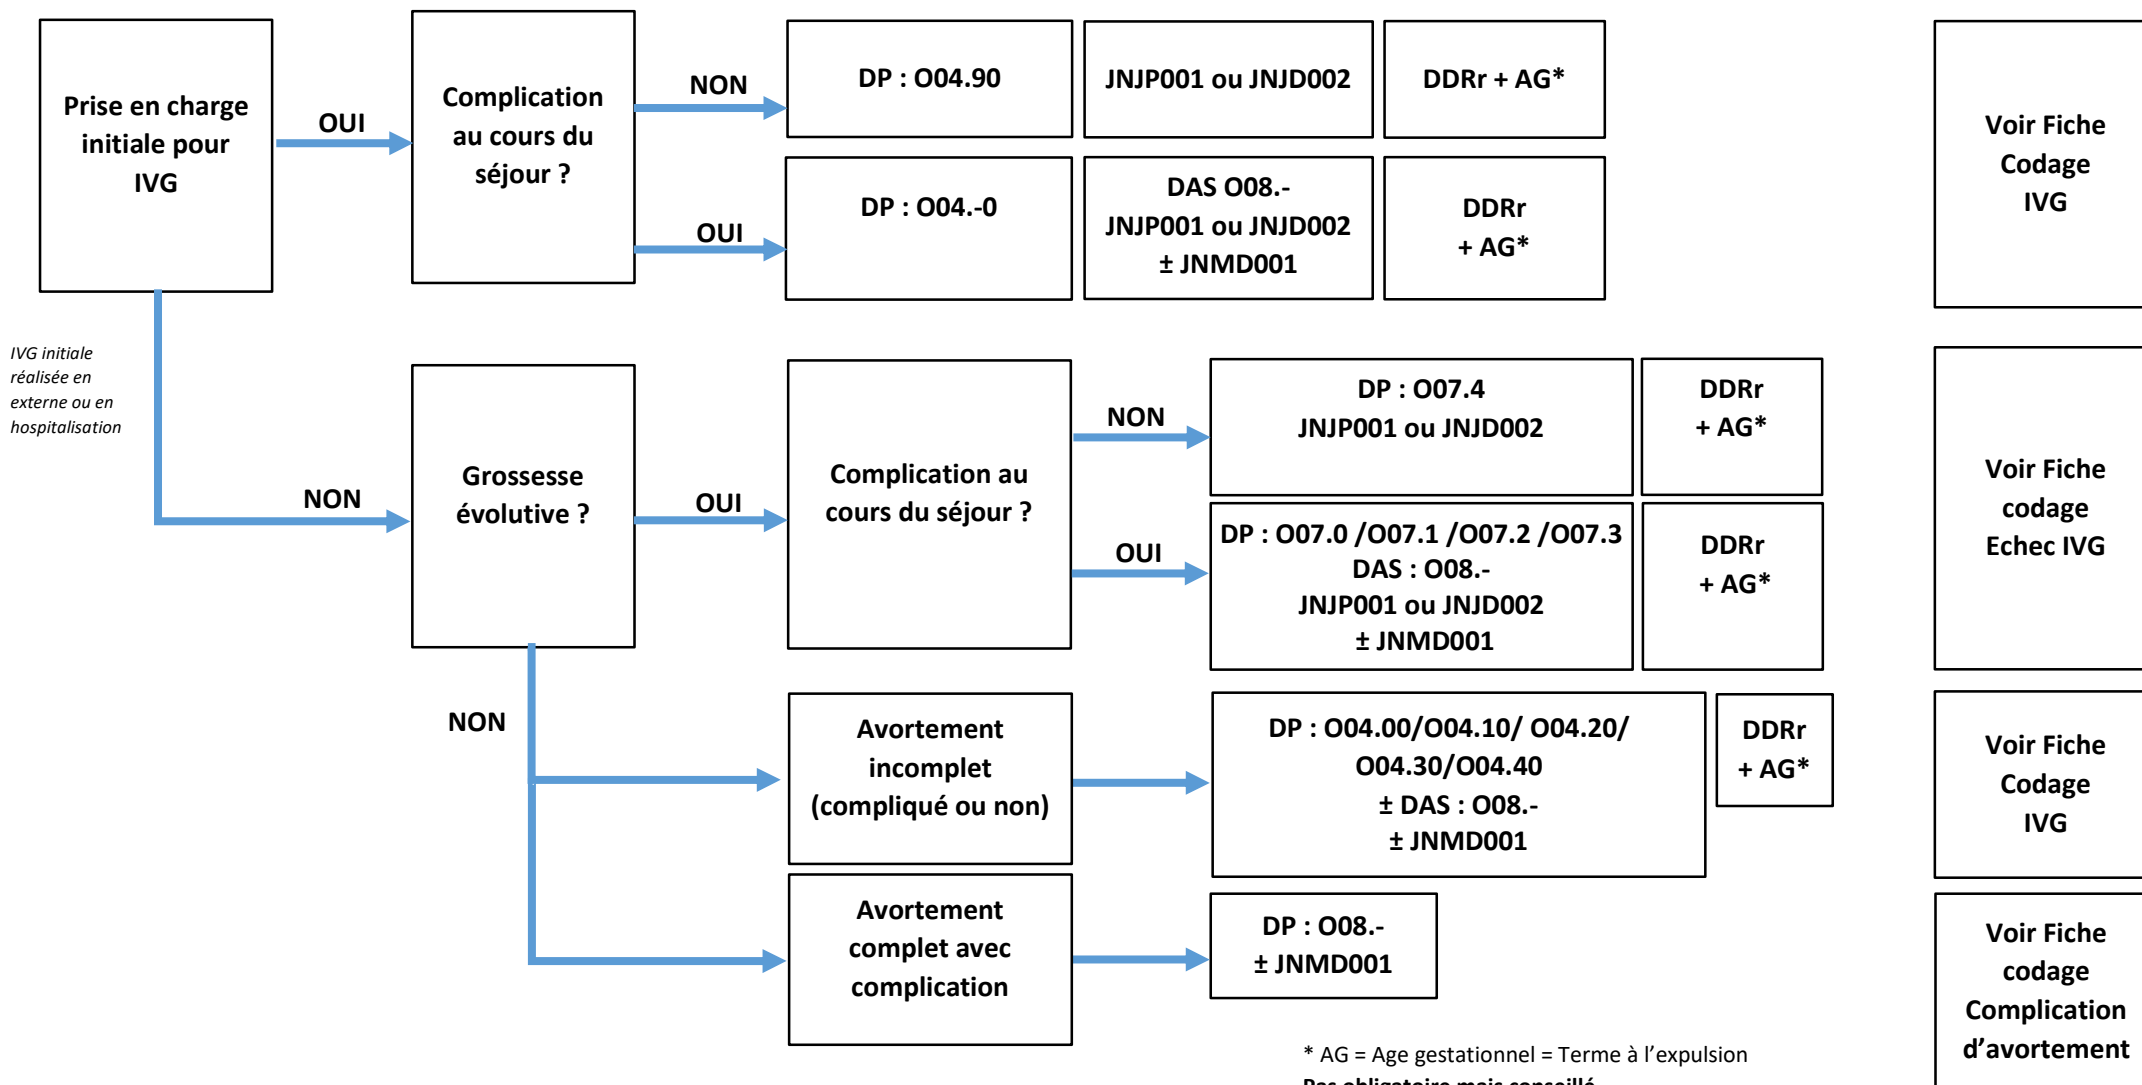 Prise en charge
initiale pour
IVG
OUI
Complication
au cours du
séjour ?
NON
DP : O04.90
JNJP001 ou JNJD002
DDRr + AG*
OUI
DP : O04.-0
DAS O08.-
JNJP001 ou JNJD002
± JNMD001
DDRr
+ AG*
Voir Fiche
Codage
IVG
IVG initiale
réalisée en
externe ou en
hospitalisation
NON
Grossesse
évolutive ?
OUI
Complication au
cours du séjour ?
NON
DP : O07.4
JNJP001 ou JNJD002
DDRr
+ AG*
OUI
DP : O07.0 /O07.1 /O07.2 /O07.3
DAS : O08.-
JNJP001 ou JNJD002
± JNMD001
DDRr
+ AG*
Voir Fiche
codage
Echec IVG
NON
Avortement
incomplet
(compliqué ou non)
DP : O04.00/O04.10/ O04.20/
O04.30/O04.40
± DAS : O08.-
± JNMD001
DDRr
+ AG*
Voir Fiche
Codage
IVG
Avortement
complet avec
complication
DP : O08.-
± JNMD001
Voir Fiche
codage
Complication
d’avortement
* AG = Age gestationnel = Terme à l’expulsion
Pas obligatoire mais conseillé